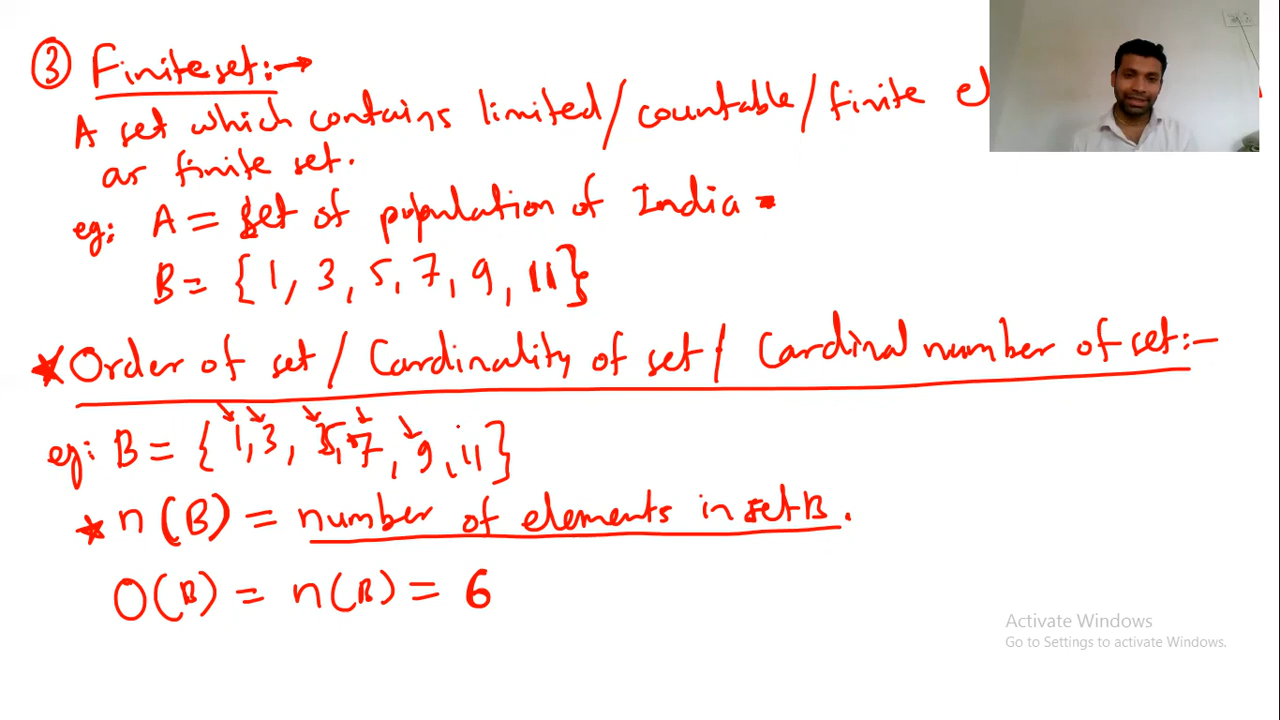 ③ Finite set:→
A set which contains limited/countable/finite
as finite set.
eg: A = set of population of India
B = {1, 3, 5, 7, 9, 11}
★ Order of set / Cardinality of set / Cardinal number of set:-
eg: B = {1, 3, 5, 7, 9, 11}
★ n(B) = number of elements in set B.
O(B) = n(B) = 6
Activate Windows
Go to Settings to activate Windows.